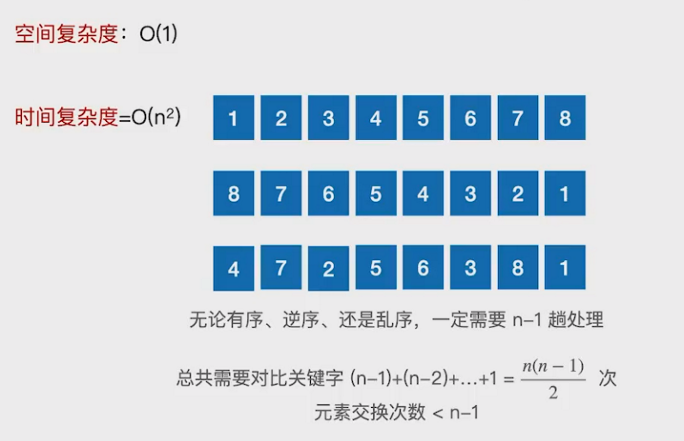 空间复杂度：O(1)
时间复杂度=O(n²)
1 2 3 4 5 6 7 8
8 7 6 5 4 3 2 1
4 7 2 5 6 3 8 1
无论有序、逆序、还是乱序，一定需要 n-1 趟处理
总共需要对比关键字 (n-1)+(n-2)+...+1 = n(n − 1)/2 次
元素交换次数 < n-1